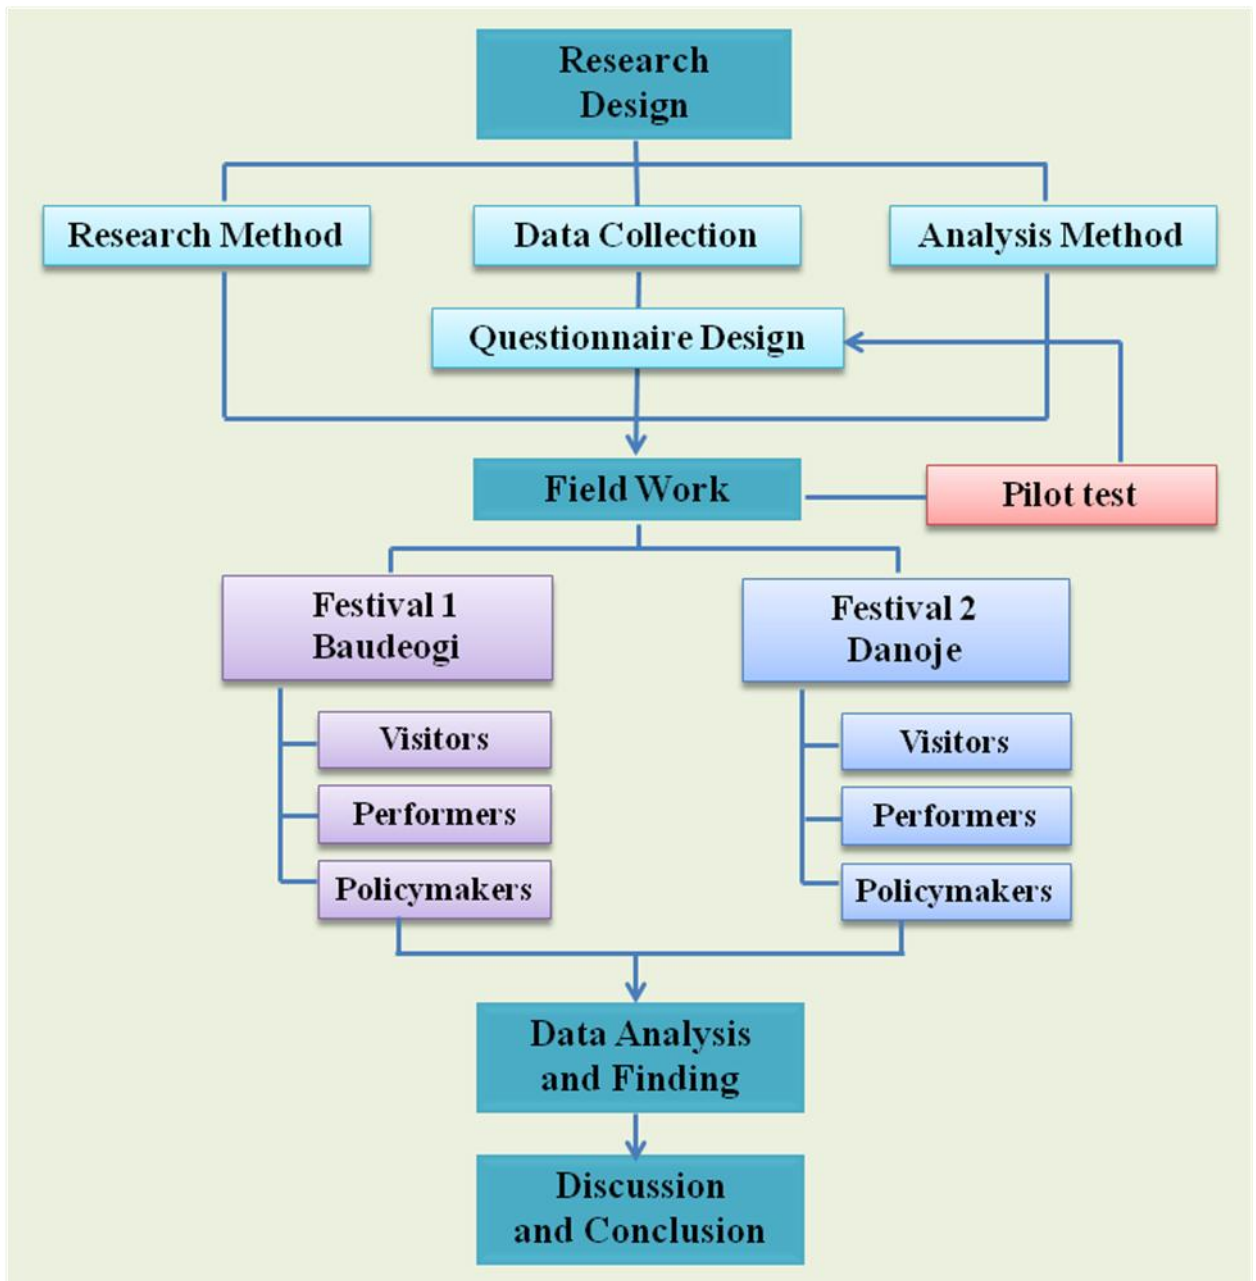 Research
Design
Research Method
Data Collection
Analysis Method
Questionnaire Design
Field Work
Pilot test
Festival 1
Baudeogi
Festival 2
Danoje
Visitors
Visitors
Performers
Performers
Policymakers
Policymakers
Data Analysis
and Finding
Discussion
and Conclusion